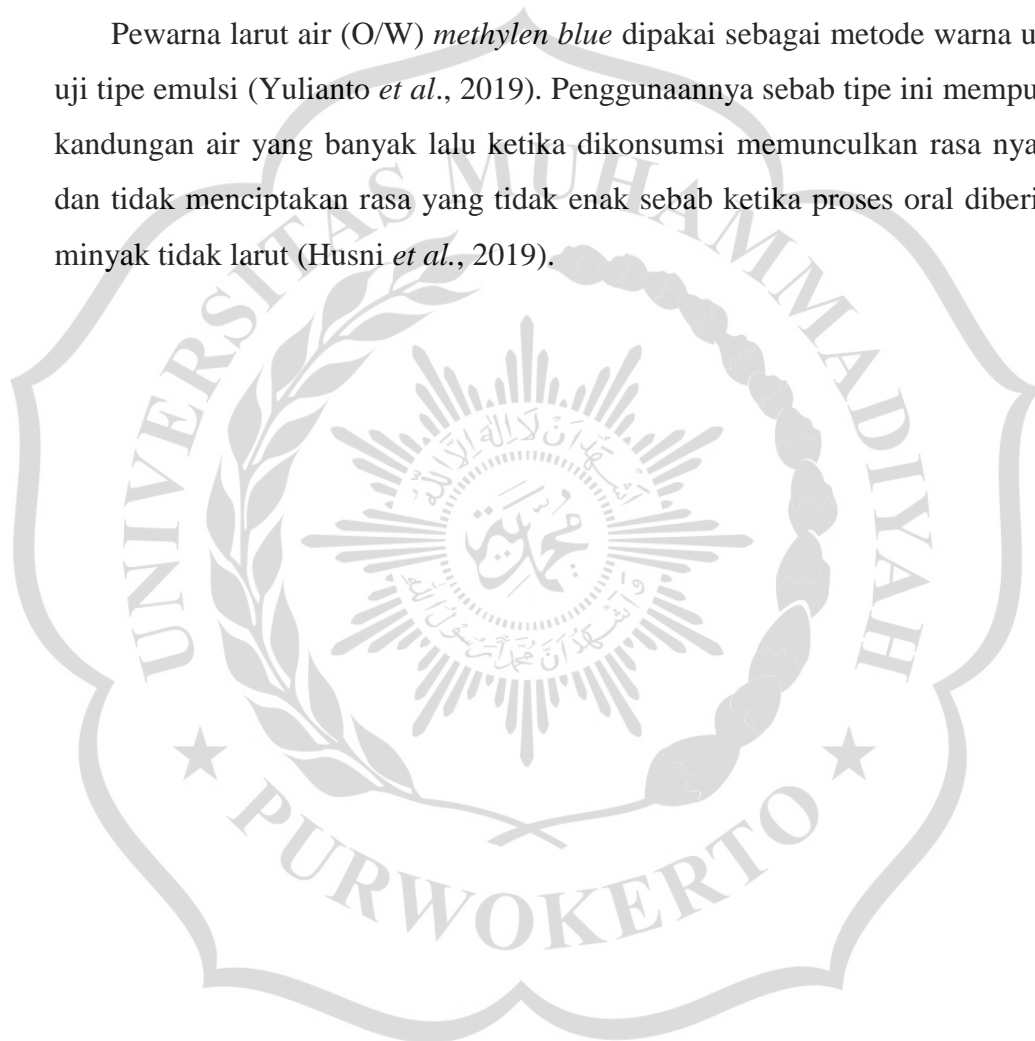 Pewarna larut air (O/W) methylen blue dipakai sebagai metode warna u
uji tipe emulsi (Yulianto et al., 2019). Penggunaannya sebab tipe ini mempu
kandungan air yang banyak lalu ketika dikonsumsi memunculkan rasa nya
dan tidak menciptakan rasa yang tidak enak sebab ketika proses oral diberi
minyak tidak larut (Husni et al., 2019).
UNIVERSITAS MUHAMMADIYAH
PURWOKERTO